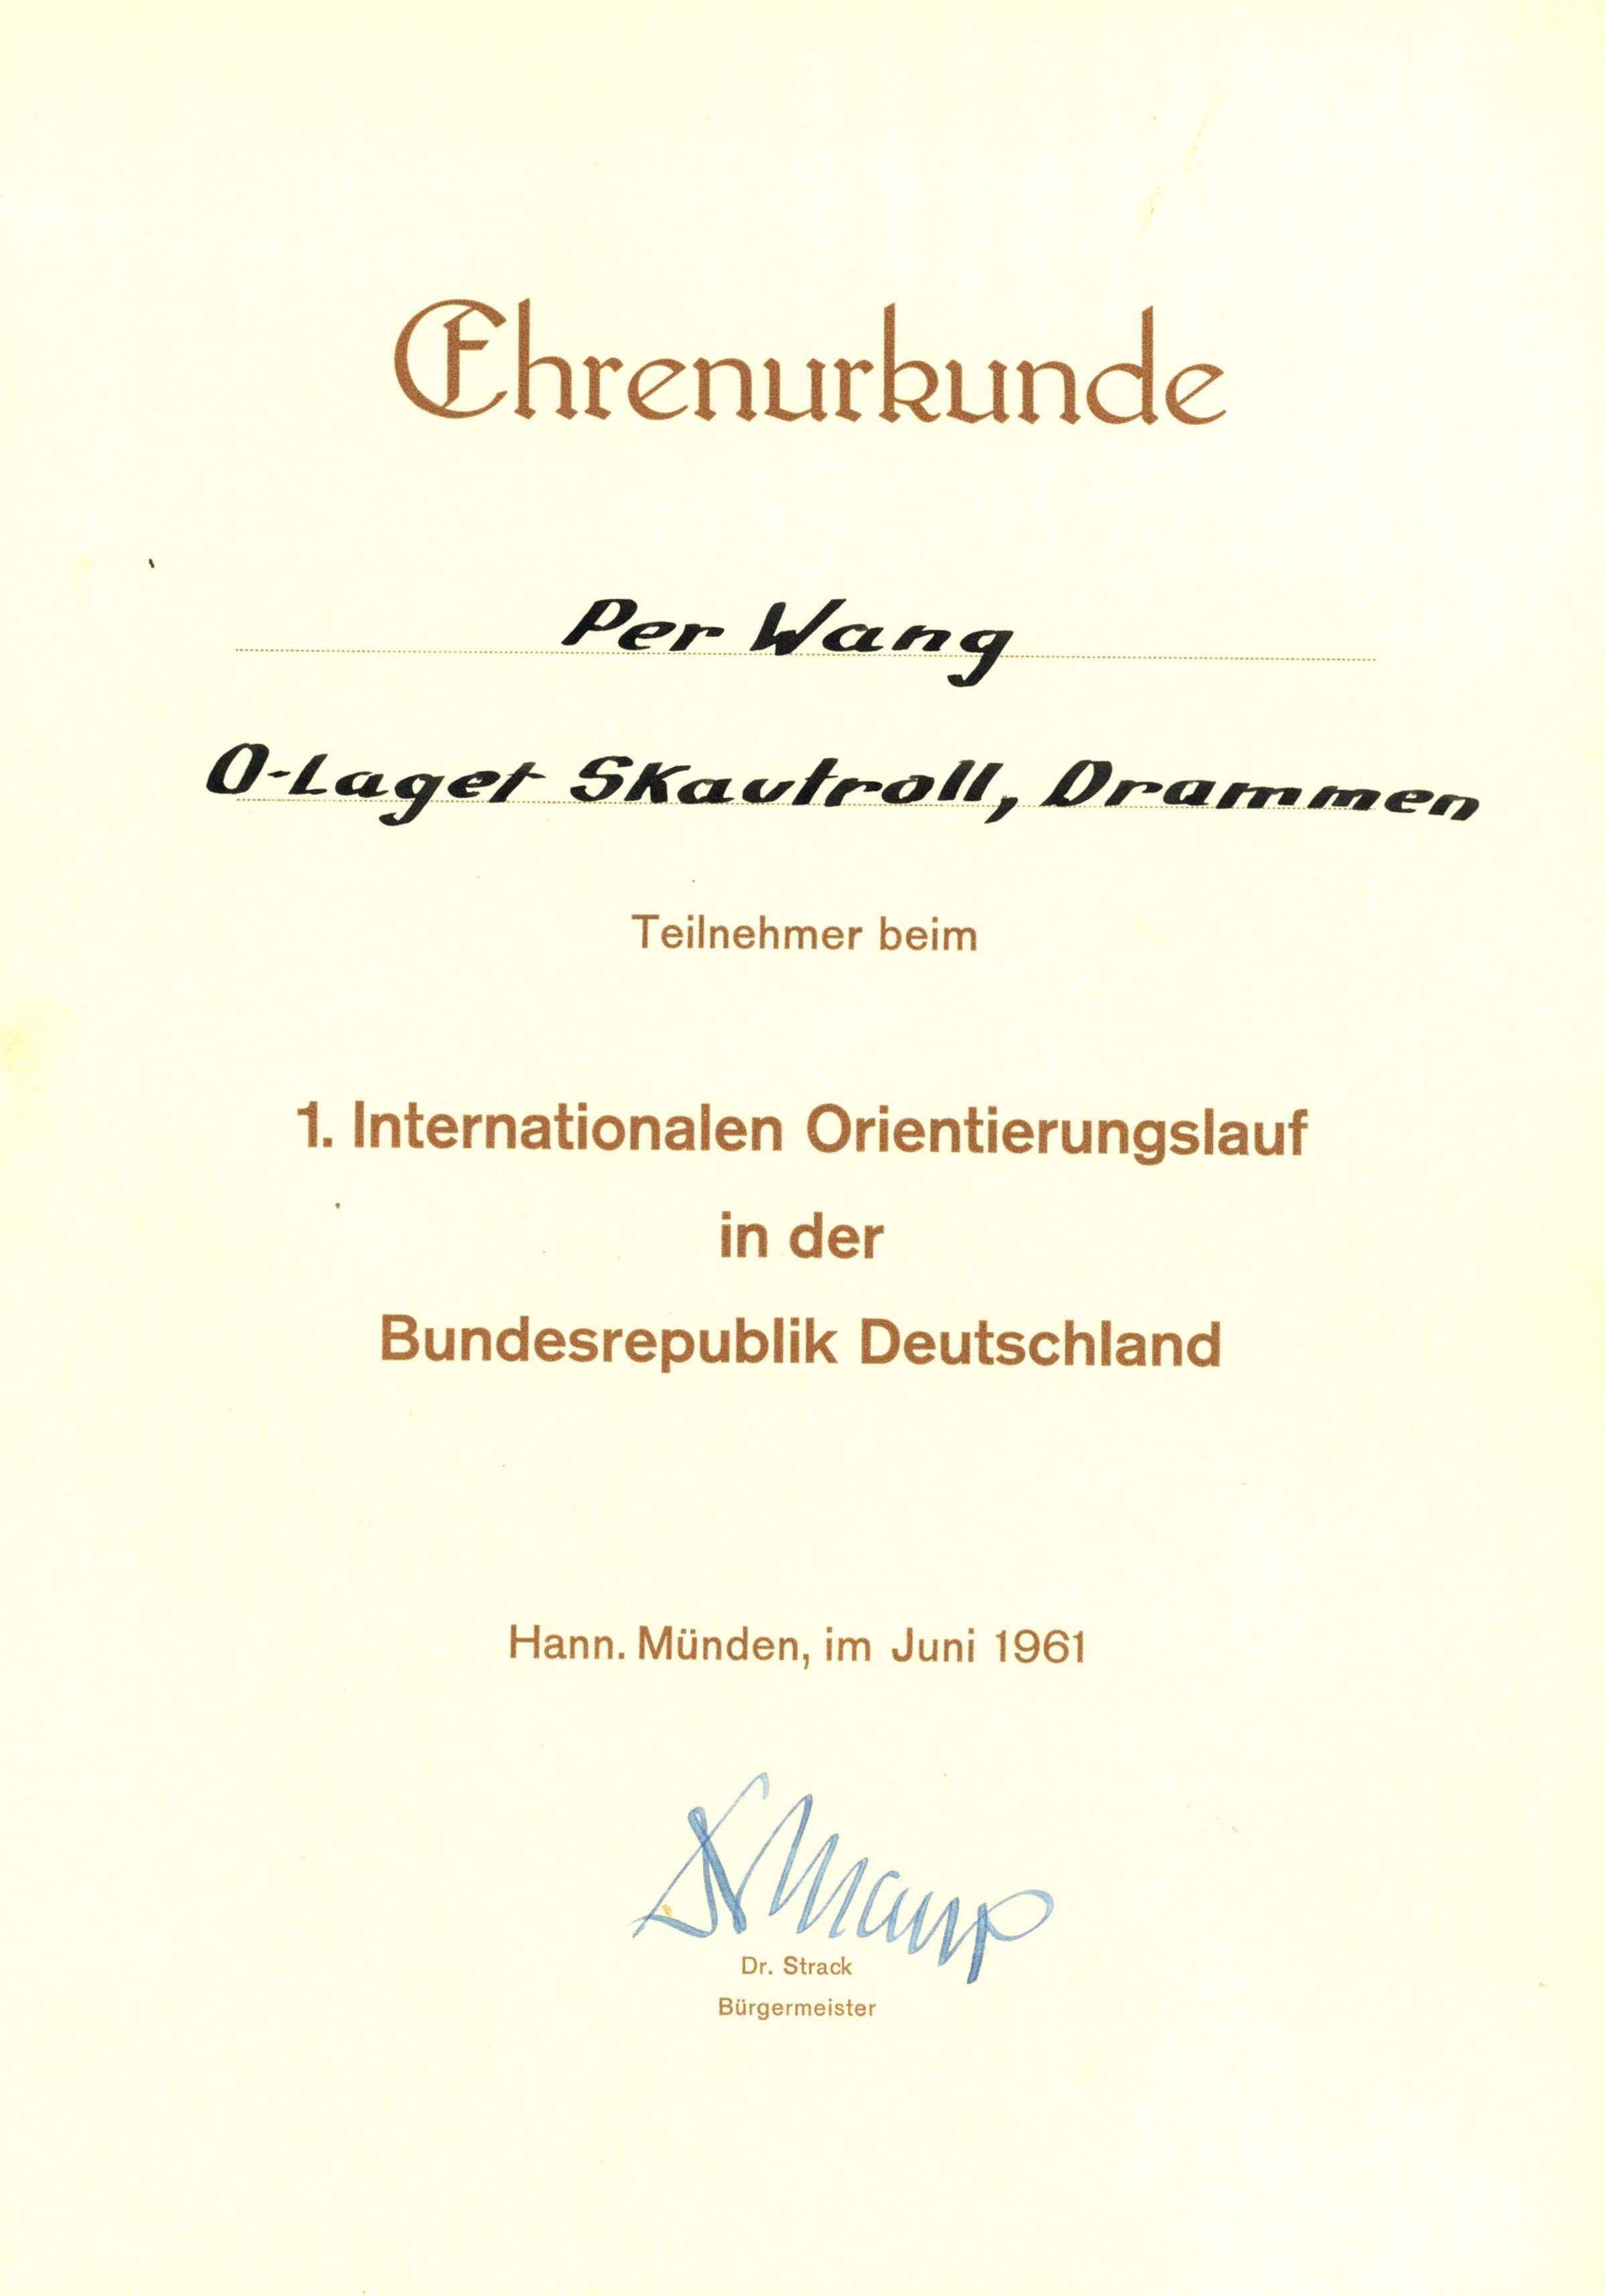 Ehrenurkunde
Per Wang
O-Laget Skautroll, Drammen
Teilnehmer beim
1. Internationalen Orientierungslauf
in der
Bundesrepublik Deutschland
Hann. Münden, im Juni 1961
Dr. Strack
Bürgermeister